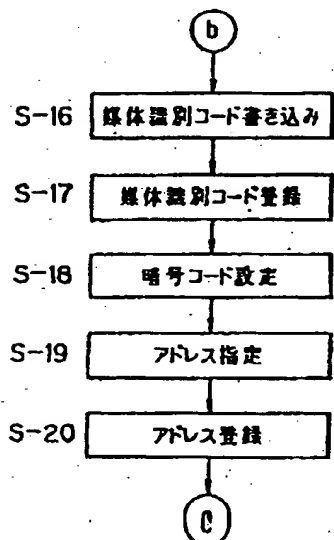 b
S-16 媒体識別コード書き込み
S-17 媒体識別コード登録
S-18 暗号コード設定
S-19 アドレス指定
S-20 アドレス登録